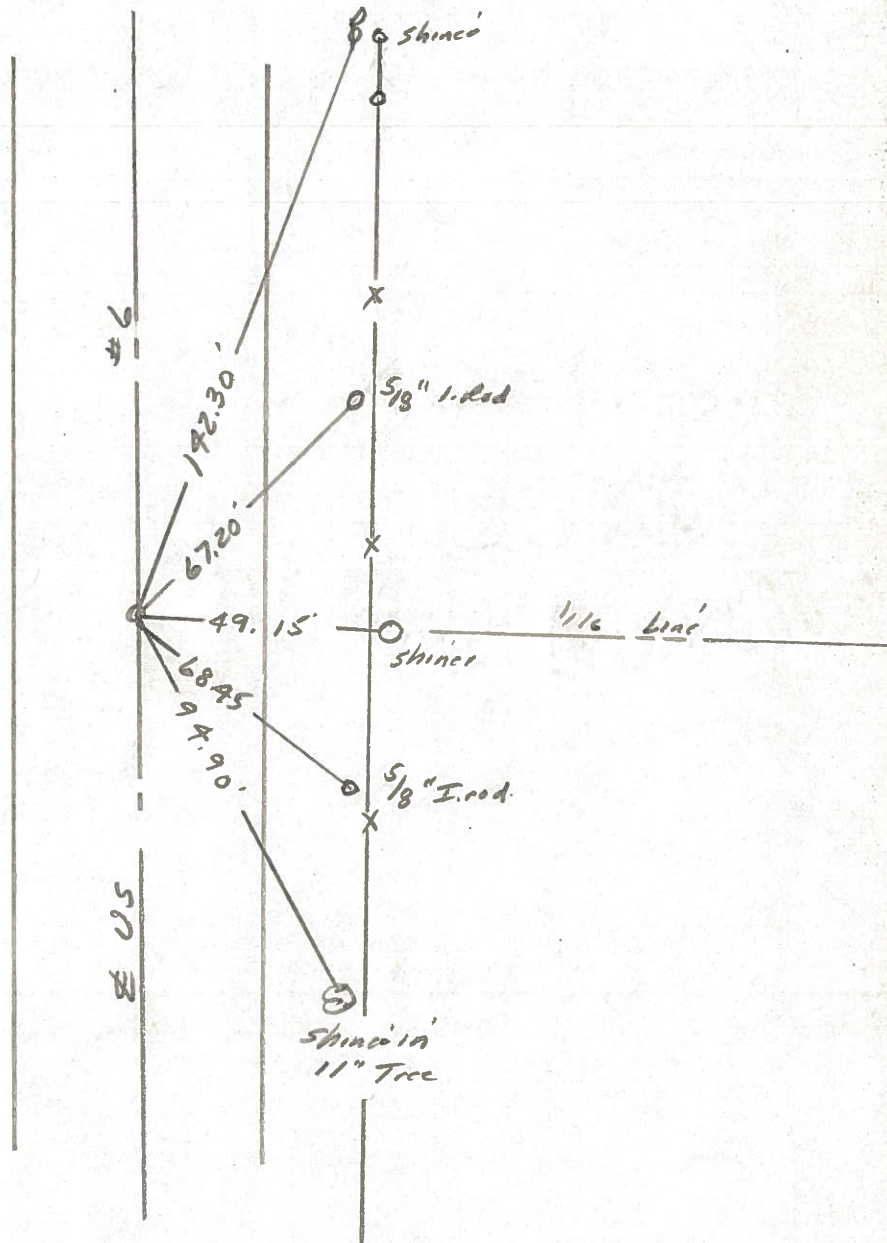 shiner
#6
142.30'
5/8" I.Rod
67.20'
49.15'
shiner
1/16 Line
68.45
94.90
5/8" I.rod.
℄ US
shiner in
11" Tree